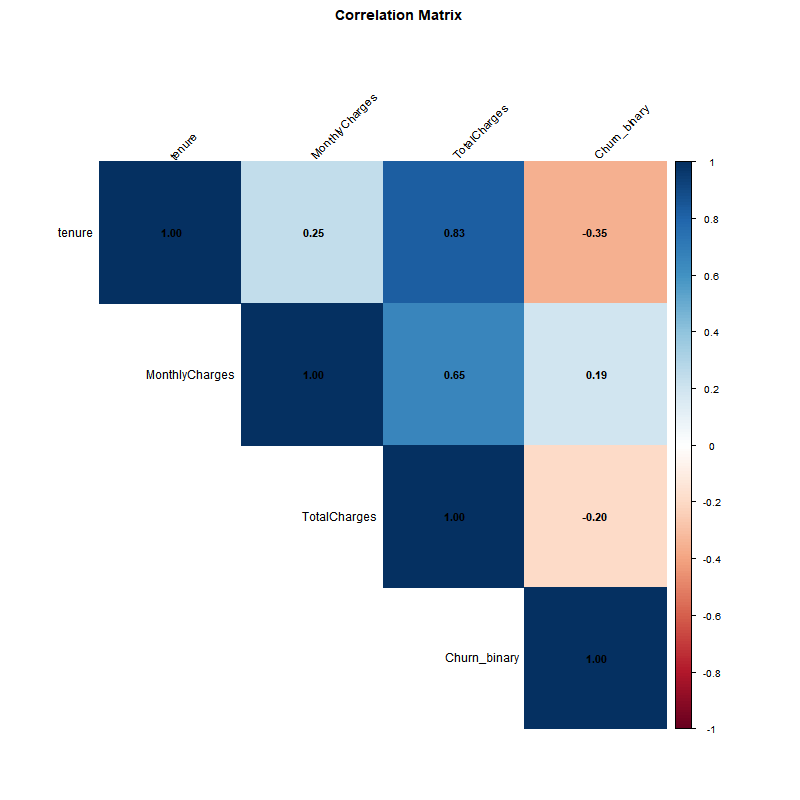 Correlation Matrix
tenure
MonthlyCharges
TotalCharges
Churn_binary
tenure
1.00
0.25
0.83
-0.35
MonthlyCharges
1.00
0.65
0.19
TotalCharges
1.00
-0.20
Churn_binary
1.00
1
0.8
0.6
0.4
0.2
0
-0.2
-0.4
-0.6
-0.8
-1